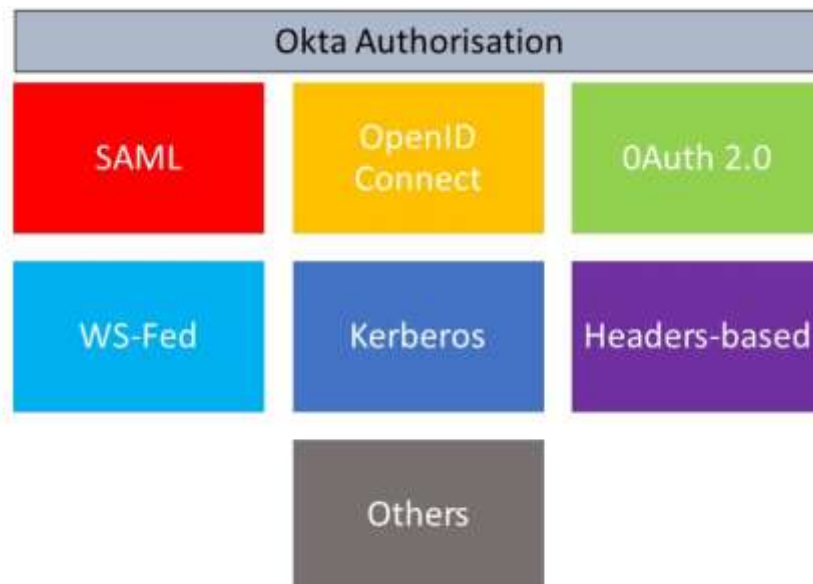 Okta Authorisation
SAML
OpenID
Connect
0Auth 2.0
WS-Fed
Kerberos
Headers-based
Others